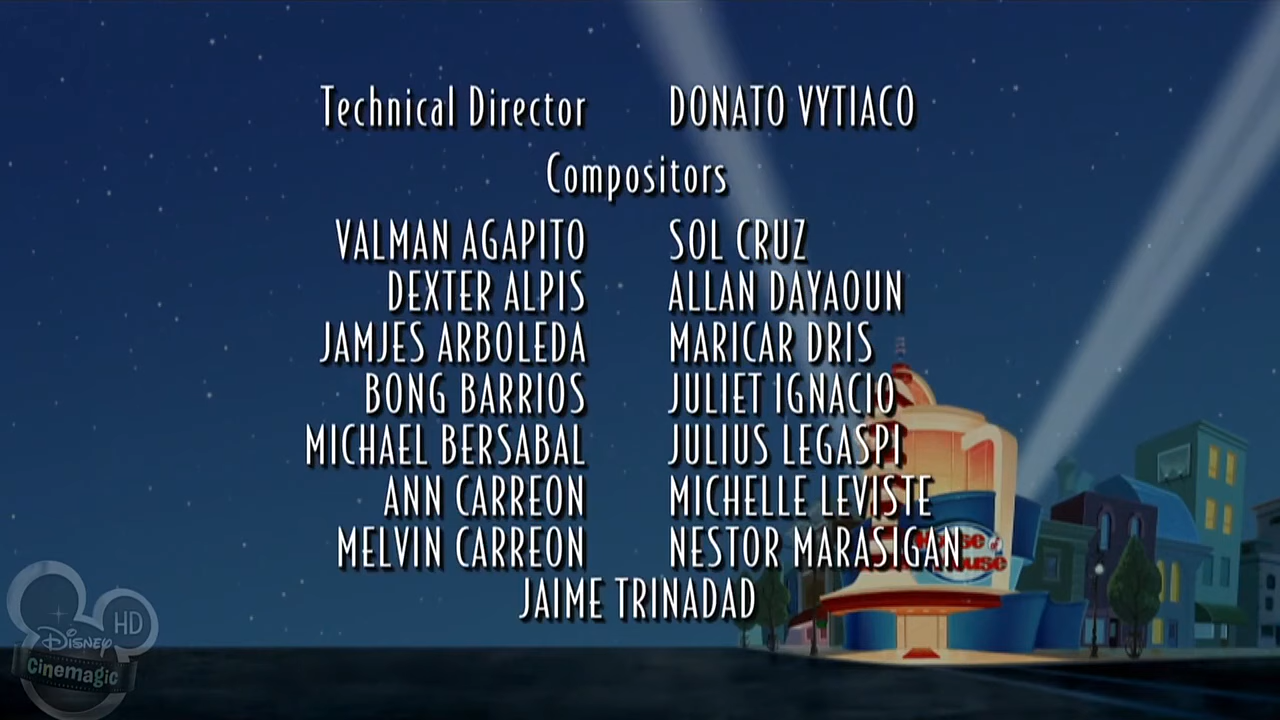 Technical Director DONATO VYTIACO
Compositors
VALMAN AGAPITO SOL CRUZ
DEXTER ALPIS ALLAN DAYAOUN
JAMJES ARBOLEDA MARICAR DRIS
BONG BARRIOS JULIET IGNACIO
MICHAEL BERSABAL JULIUS LEGASPI
ANN CARREON MICHELLE LEVISTE
MELVIN CARREON NESTOR MARASIGAN
JAIME TRINADAD
DISNEY HD
Cinemagic